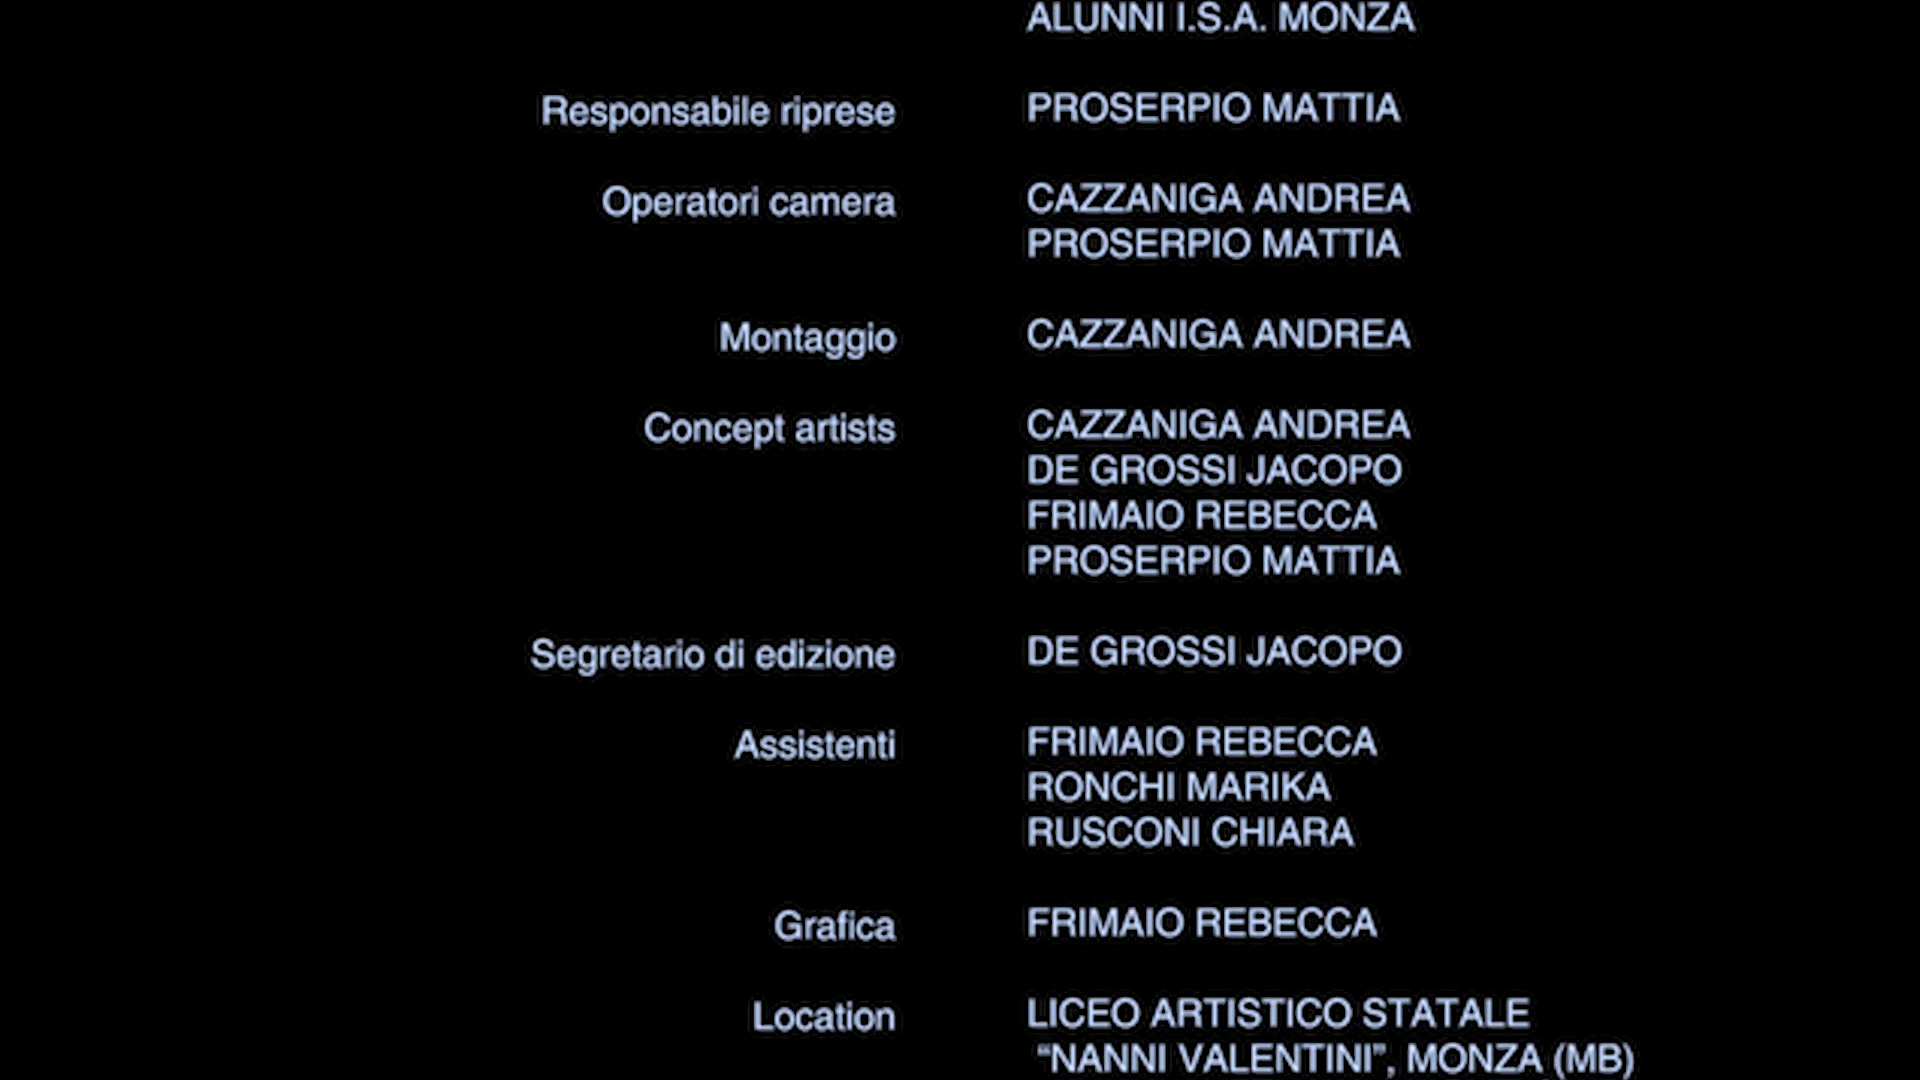 ALUNNI I.S.A. MONZA
Responsabile riprese PROSERPIO MATTIA
Operatori camera CAZZANIGA ANDREA
PROSERPIO MATTIA
Montaggio CAZZANIGA ANDREA
Concept artists CAZZANIGA ANDREA
DE GROSSI JACOPO
FRIMAIO REBECCA
PROSERPIO MATTIA
Segretario di edizione DE GROSSI JACOPO
Assistenti FRIMAIO REBECCA
RONCHI MARIKA
RUSCONI CHIARA
Grafica FRIMAIO REBECCA
Location LICEO ARTISTICO STATALE
“NANNI VALENTINI”, MONZA (MB)